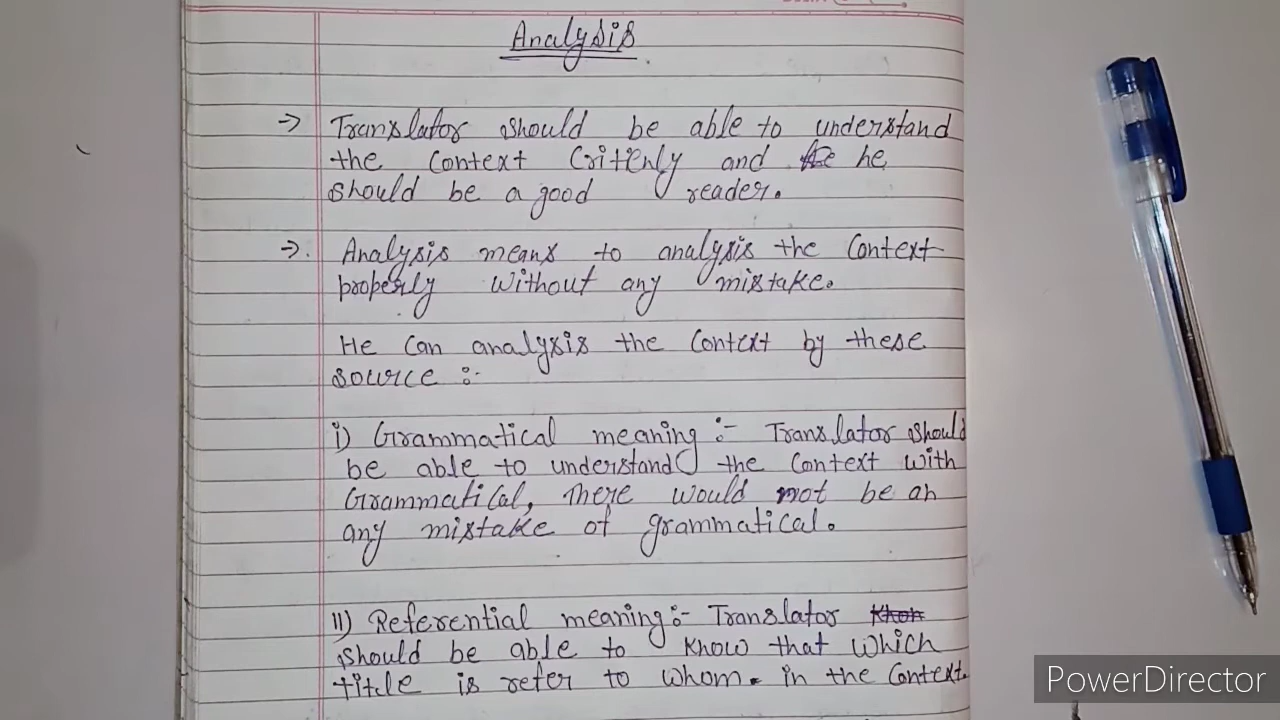 Analysis
→ Translator should be able to understand
the Context Critenly and he
should be a good reader.
→. Analysis means to analysis the Context
properly without any mistake.
He Can analysis the Context by these
source :-
i) Grammatical meaning :- Translator should
be able to understand the Context with
Grammatical, There would not be an
any mistake of grammatical.
II) Referential meaning:- Translator Khon
should be able to know that which
title is refer to whom. in the Context.
PowerDirector